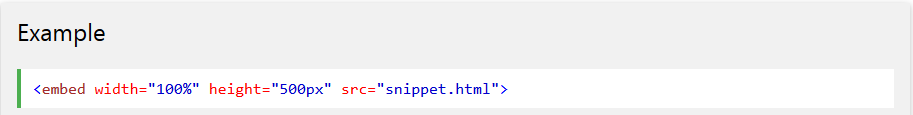 Example
<embed width="100%" height="500px" src="snippet.html">